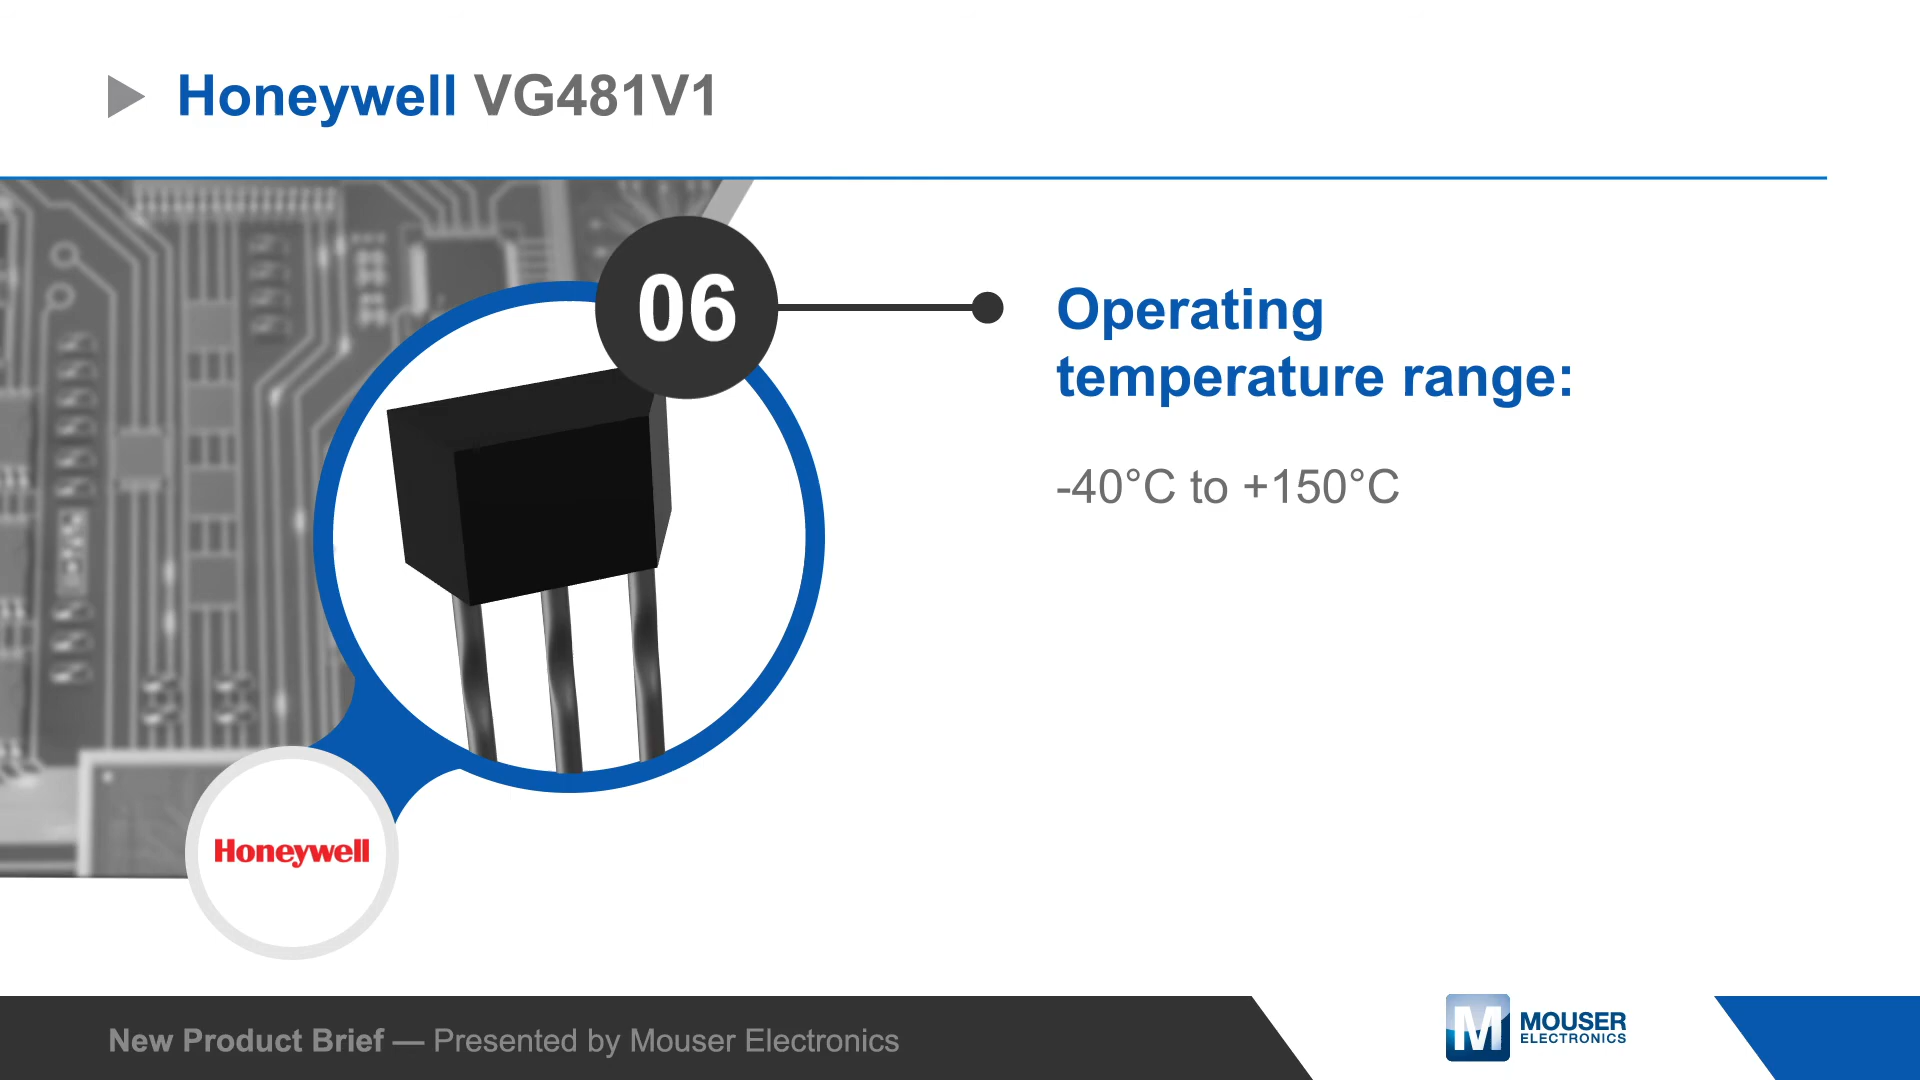 Honeywell VG481V1
06
Operating
temperature range:
-40°C to +150°C
Honeywell
New Product Brief — Presented by Mouser Electronics
M
MOUSER
ELECTRONICS